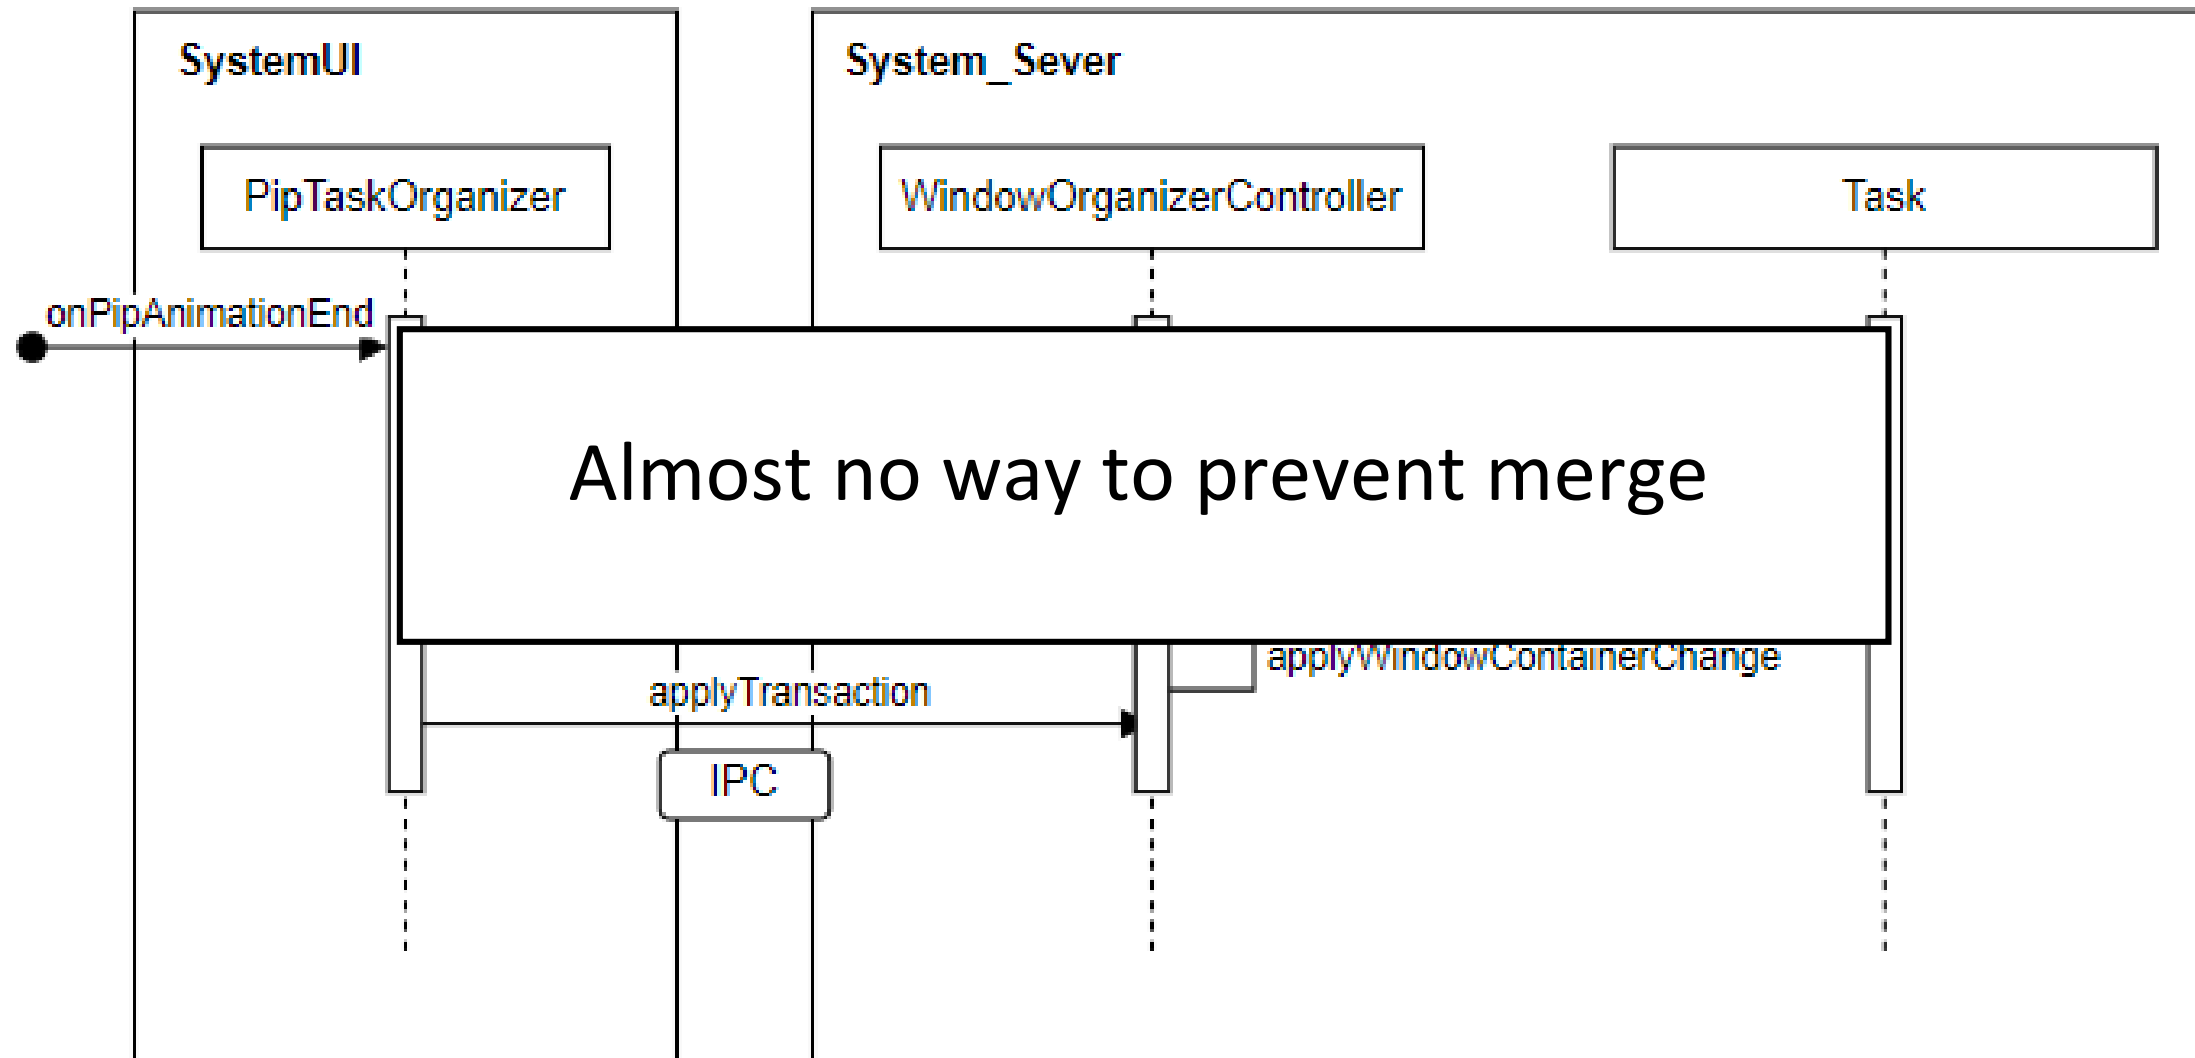 SystemUI
System_Sever
PipTaskOrganizer
WindowOrganizerController
Task
onPipAnimationEnd
Almost no way to prevent merge
applyWindowContainerChange
applyTransaction
IPC